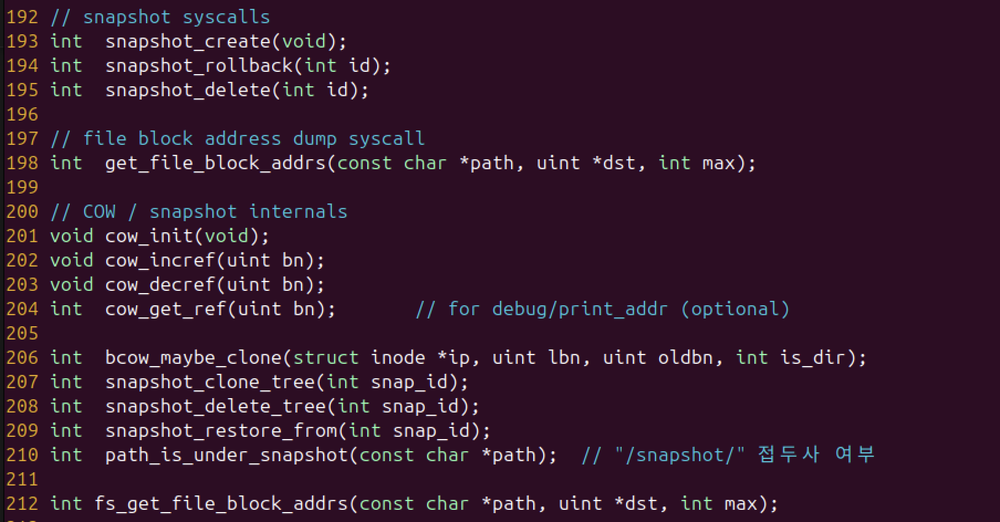 192 // snapshot syscalls
193 int  snapshot_create(void);
194 int  snapshot_rollback(int id);
195 int  snapshot_delete(int id);
196
197 // file block address dump syscall
198 int  get_file_block_addrs(const char *path, uint *dst, int max);
199
200 // COW / snapshot internals
201 void cow_init(void);
202 void cow_incref(uint bn);
203 void cow_decref(uint bn);
204 int  cow_get_ref(uint bn);       // for debug/print_addr (optional)
205
206 int  bcow_maybe_clone(struct inode *ip, uint lbn, uint oldbn, int is_dir);
207 int  snapshot_clone_tree(int snap_id);
208 int  snapshot_delete_tree(int snap_id);
209 int  snapshot_restore_from(int snap_id);
210 int  path_is_under_snapshot(const char *path);  // "/snapshot/" 접두사 여부
211
212 int fs_get_file_block_addrs(const char *path, uint *dst, int max);